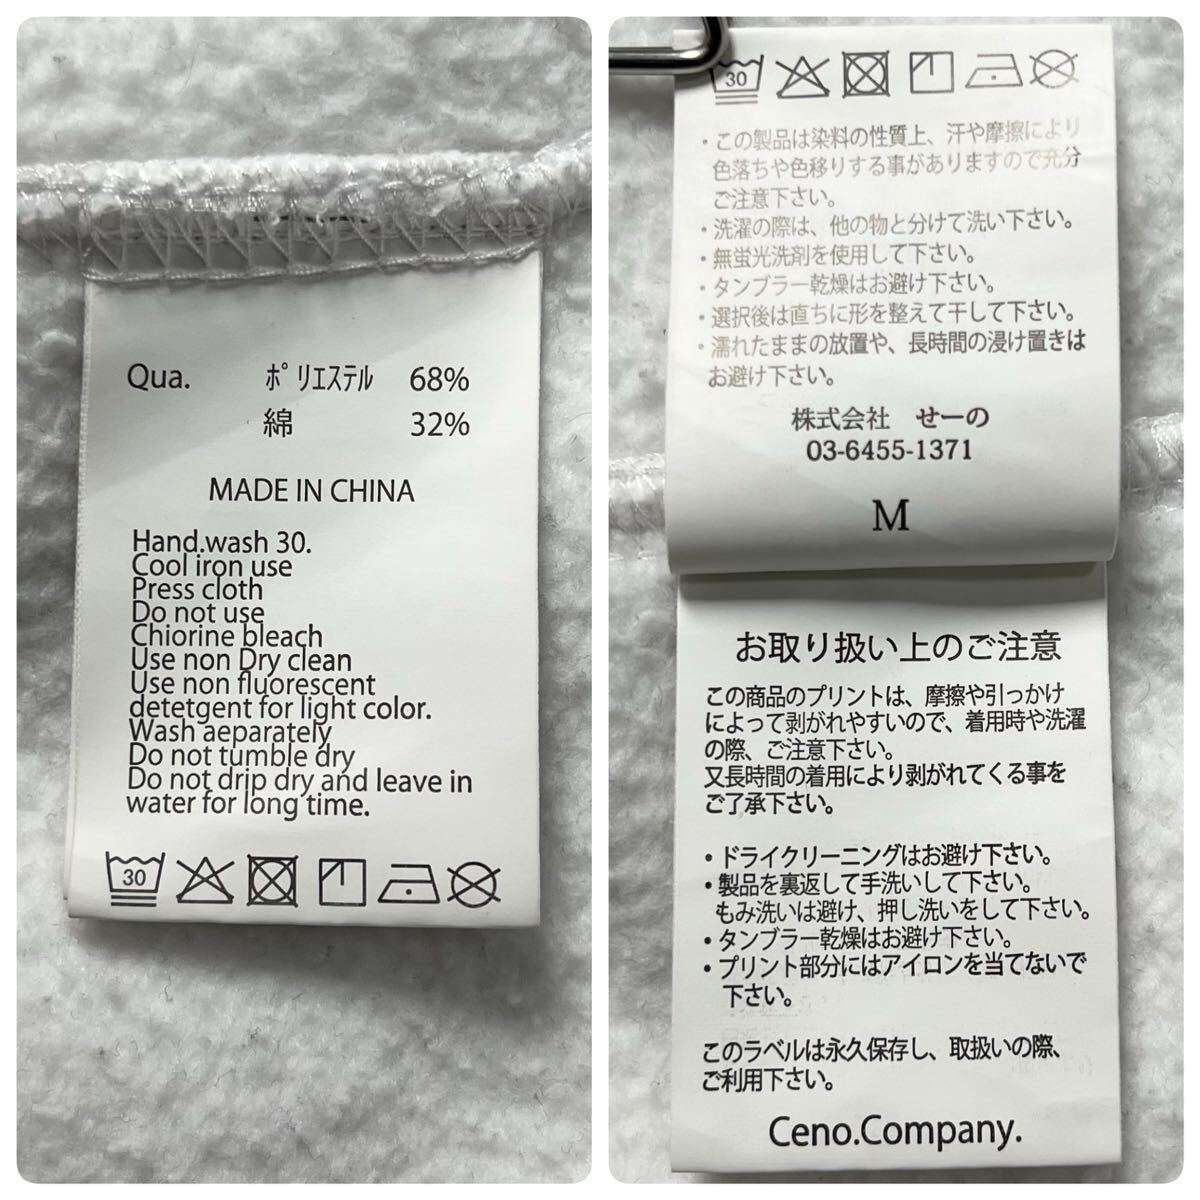 Qua. ﾎﾟﾘｴｽﾃﾙ 68%
綿 32%
MADE IN CHINA
Hand.wash 30.
Cool iron use
Press cloth
Do not use
Chiorine bleach
Use non Dry clean
Use non fluorescent
detetgent for light color.
Wash aeparately
Do not tumble dry
Do not drip dry and leave in
water for long time.
30
30
・この製品は染料の性質上、汗や摩擦により
色落ちや色移りする事がありますので充分
ご注意下さい。
・洗濯の際は、他の物と分けて洗い下さい。
・無蛍光洗剤を使用して下さい。
・タンブラー乾燥はお避け下さい。
・選択後は直ちに形を整えて干して下さい。
・濡れたままの放置や、長時間の浸け置きは
お避け下さい。
株式会社 せーの
03-6455-1371
M
お取り扱い上のご注意
この商品のプリントは、摩擦や引っかけ
によって剥がれやすいので、着用時や洗濯
の際、ご注意下さい。
又長時間の着用により剥がれてくる事を
ご了承下さい。
・ドライクリーニングはお避け下さい。
・製品を裏返して手洗いして下さい。
もみ洗いは避け、押し洗いをして下さい。
・タンブラー乾燥はお避け下さい。
・プリント部分にはアイロンを当てないで
下さい。
このラベルは永久保存し、取扱いの際、
ご利用下さい。
Ceno.Company.